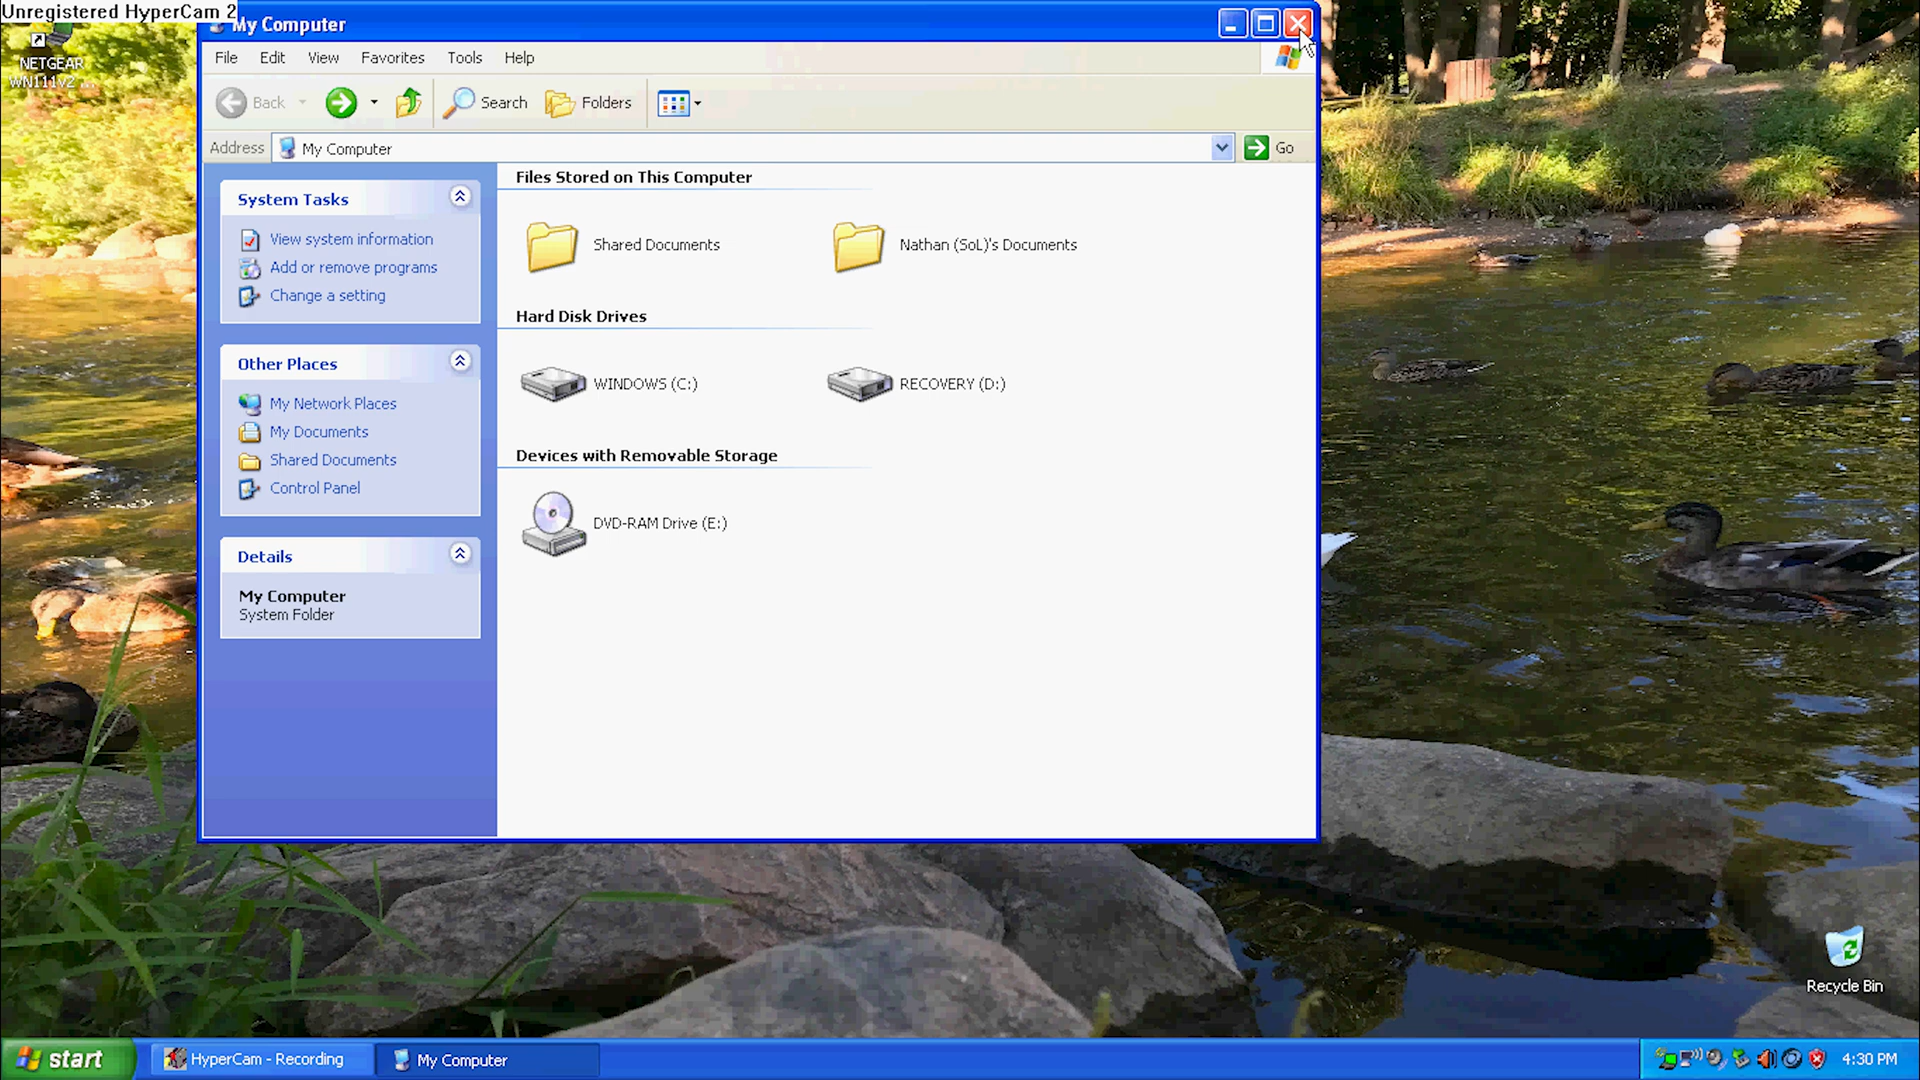 Unregistered HyperCam 2
My Computer
NETGEAR
WN111v2 ...
File Edit View Favorites Tools Help
Back Search Folders
Address My Computer Go
System Tasks
View system information
Add or remove programs
Change a setting
Other Places
My Network Places
My Documents
Shared Documents
Control Panel
Details
My Computer
System Folder
Files Stored on This Computer
Shared Documents Nathan (SoL)'s Documents
Hard Disk Drives
WINDOWS (C:) RECOVERY (D:)
Devices with Removable Storage
DVD-RAM Drive (E:)
Recycle Bin
start HyperCam - Recording My Computer 4:30 PM